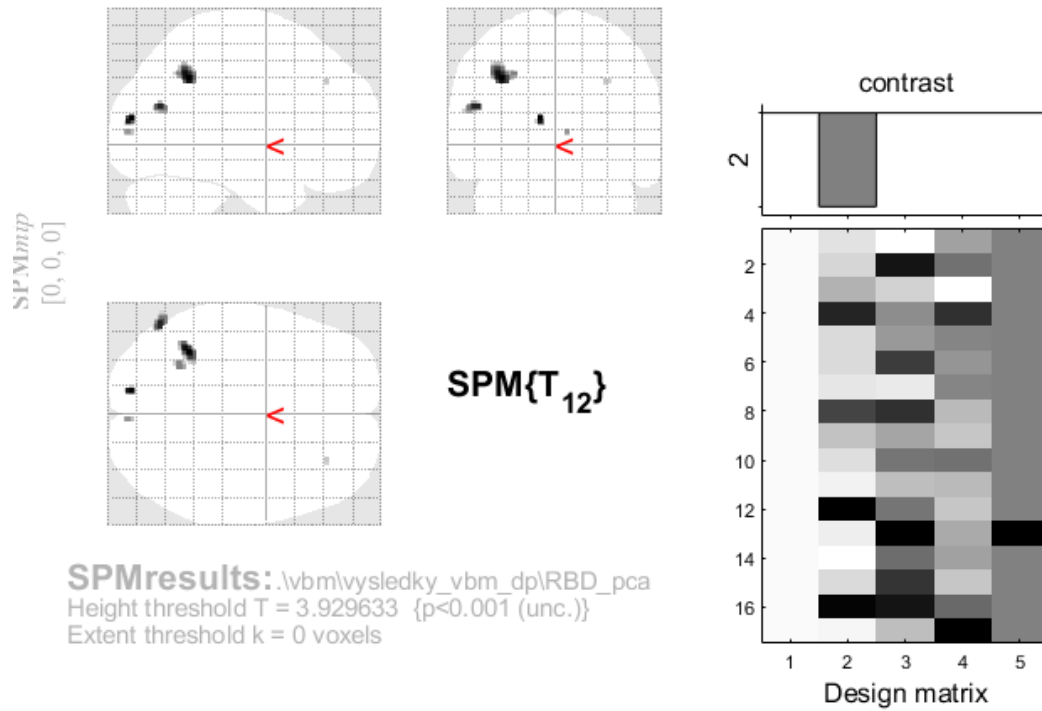 SPMmip
[0, 0, 0]
<
<
<
SPM{T12}
SPMresults: .\vbm\vysledky_vbm_dp\RBD_pca
Height threshold T = 3.929633 {p<0.001 (unc.)}
Extent threshold k = 0 voxels
contrast
2
2
4
6
8
10
12
14
16
1 2 3 4 5
Design matrix